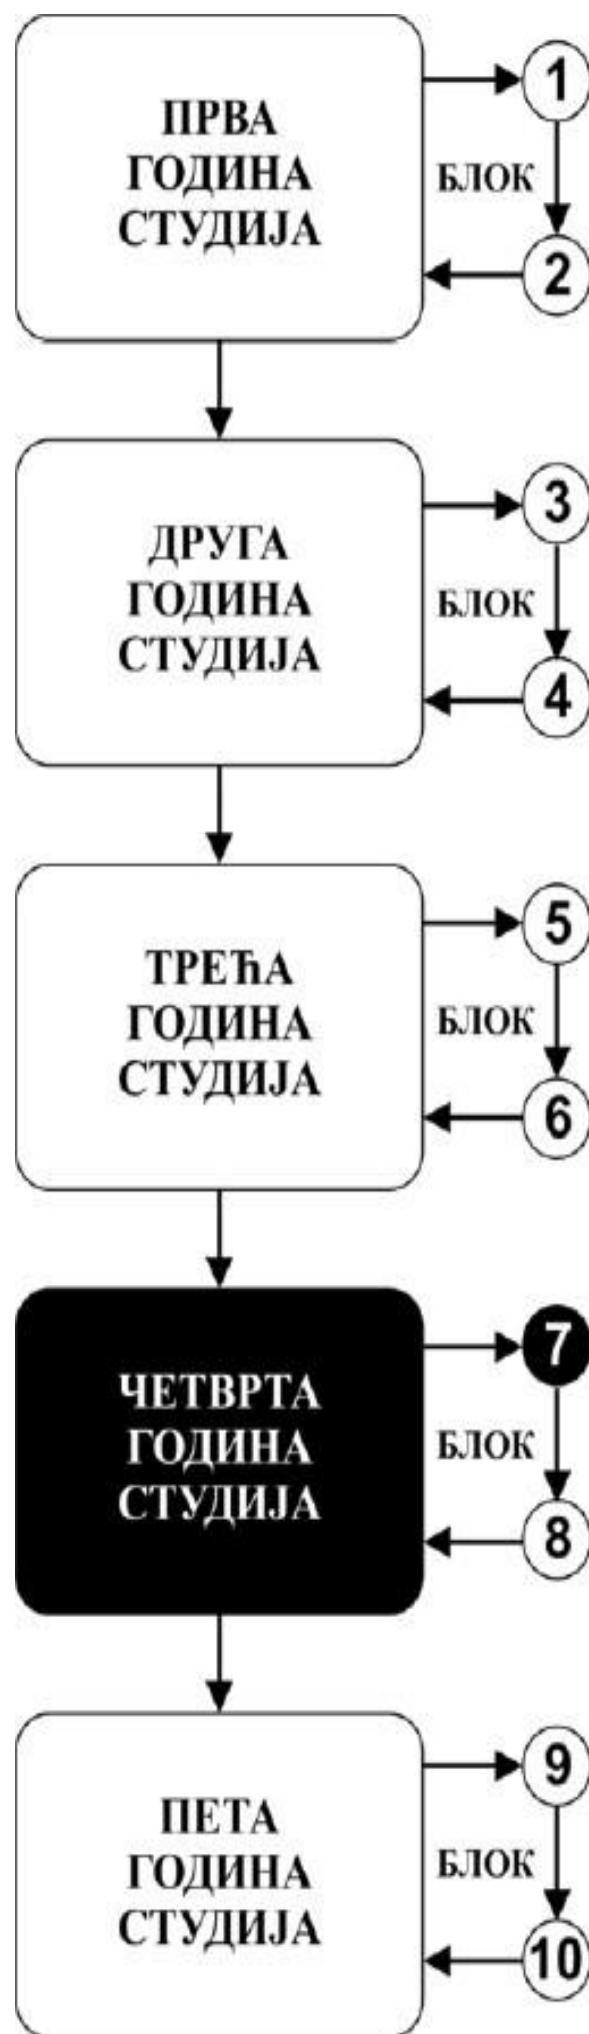 ПРВА
ГОДИНА
СТУДИЈА
1
БЛОК
2
ДРУГА
ГОДИНА
СТУДИЈА
3
БЛОК
4
ТРЕЋА
ГОДИНА
СТУДИЈА
5
БЛОК
6
ЧЕТВРТА
ГОДИНА
СТУДИЈА
7
БЛОК
8
ПЕТА
ГОДИНА
СТУДИЈА
9
БЛОК
10